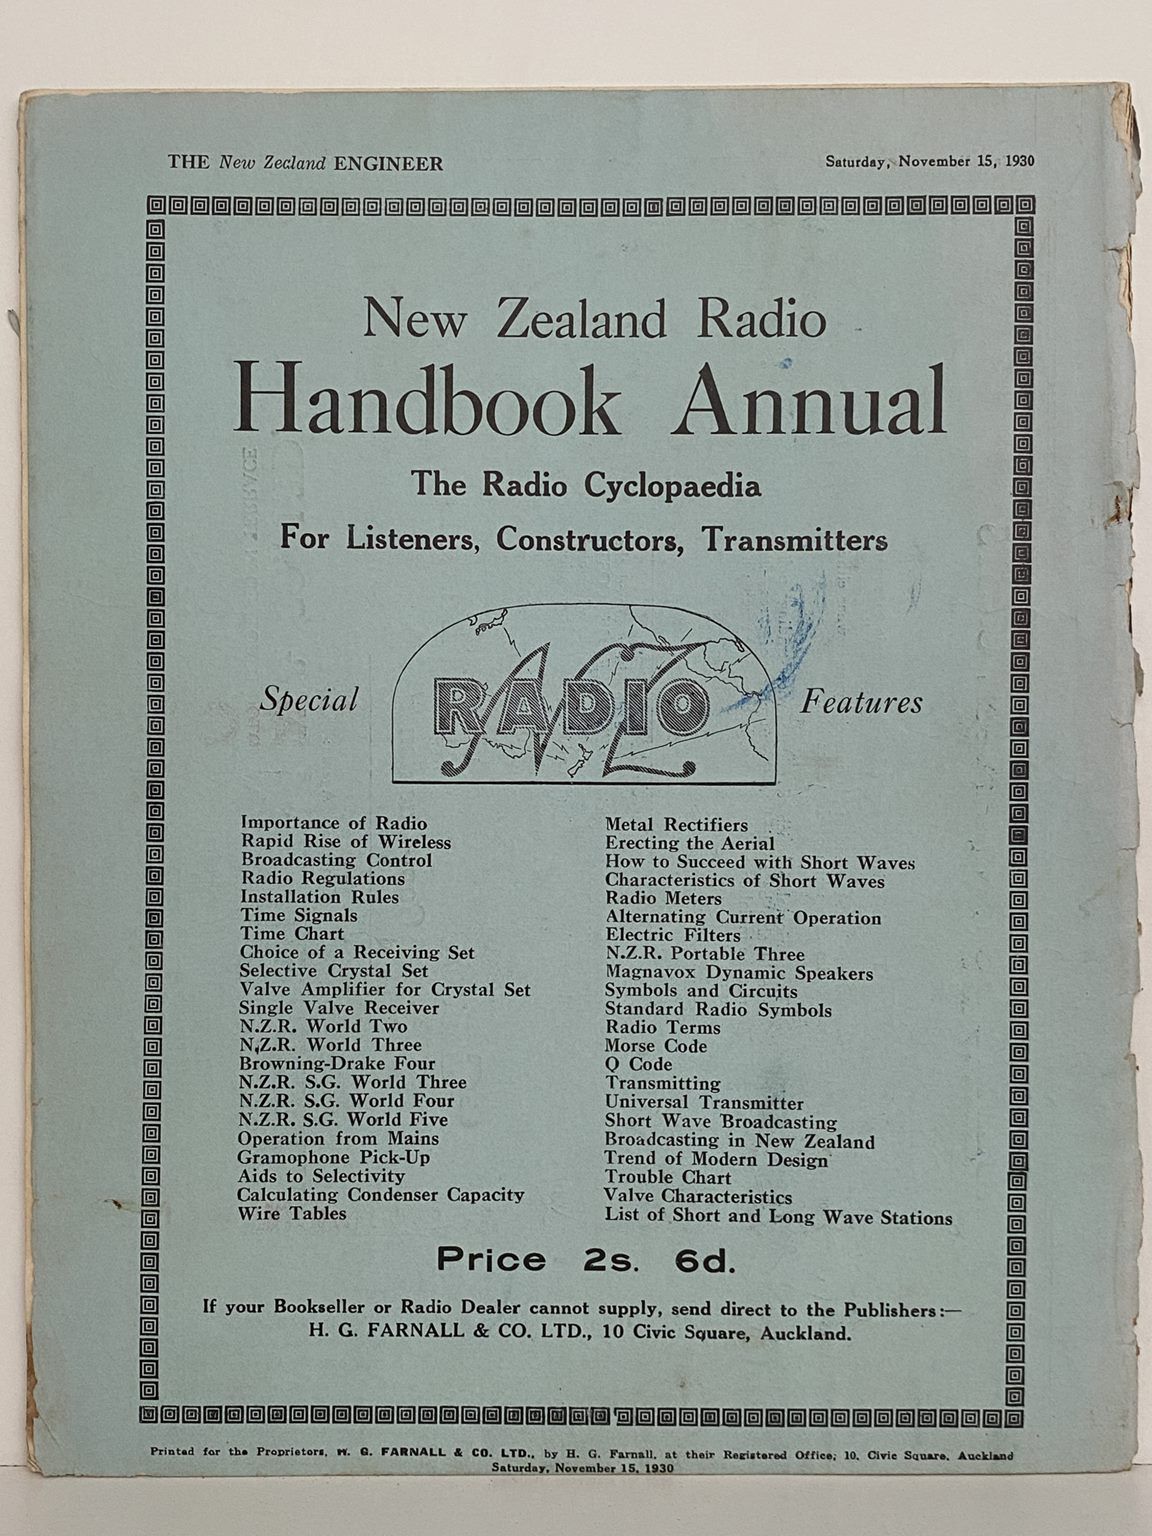 THE New Zealand ENGINEER
Saturday, November 15, 1930
New Zealand Radio
Handbook Annual
The Radio Cyclopaedia
For Listeners, Constructors, Transmitters
Special
NZ RADIO
Features
Importance of Radio
Rapid Rise of Wireless
Broadcasting Control
Radio Regulations
Installation Rules
Time Signals
Time Chart
Choice of a Receiving Set
Selective Crystal Set
Valve Amplifier for Crystal Set
Single Valve Receiver
N.Z.R. World Two
N.Z.R. World Three
Browning-Drake Four
N.Z.R. S.G. World Three
N.Z.R. S.G. World Four
N.Z.R. S.G. World Five
Operation from Mains
Gramophone Pick-Up
Aids to Selectivity
Calculating Condenser Capacity
Wire Tables
Metal Rectifiers
Erecting the Aerial
How to Succeed with Short Waves
Characteristics of Short Waves
Radio Meters
Alternating Current Operation
Electric Filters
N.Z.R. Portable Three
Magnavox Dynamic Speakers
Symbols and Circuits
Standard Radio Symbols
Radio Terms
Morse Code
Q Code
Transmitting
Universal Transmitter
Short Wave Broadcasting
Broadcasting in New Zealand
Trend of Modern Design
Trouble Chart
Valve Characteristics
List of Short and Long Wave Stations
Price 2s. 6d.
If your Bookseller or Radio Dealer cannot supply, send direct to the Publishers:—
H. G. FARNALL & CO. LTD., 10 Civic Square, Auckland.
Printed for the Proprietors, H. G. FARNALL & CO. LTD., by H. G. Farnall, at their Registered Office; 10, Civic Square, Auckland
Saturday, November 15, 1930